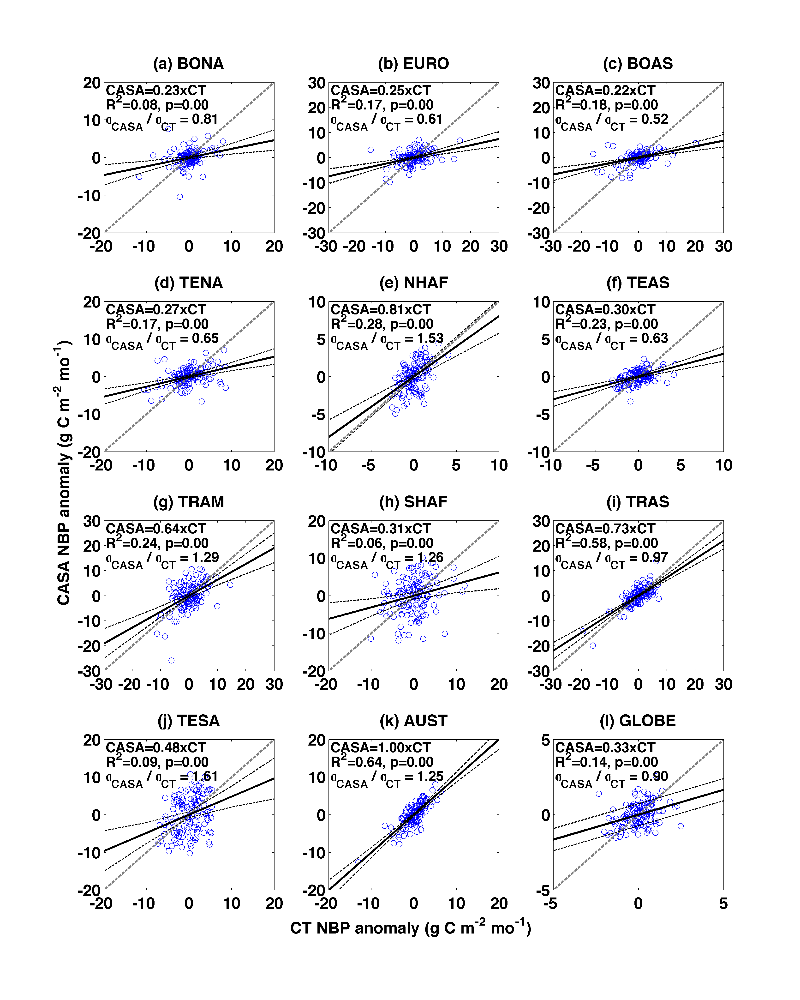 (a) BONA
CASA=0.23xCT
R²=0.08, p=0.00
σCASA / σCT = 0.81
20
10
0
-10
-20
-20 -10 0 10 20
(b) EURO
CASA=0.25xCT
R²=0.17, p=0.00
σCASA / σCT = 0.61
30
20
10
0
-10
-20
-30
-30 -20 -10 0 10 20 30
(c) BOAS
CASA=0.22xCT
R²=0.18, p=0.00
σCASA / σCT = 0.52
30
20
10
0
-10
-20
-30
-30 -20 -10 0 10 20 30
(d) TENA
CASA=0.27xCT
R²=0.17, p=0.00
σCASA / σCT = 0.65
20
10
0
-10
-20
-20 -10 0 10 20
(e) NHAF
CASA=0.81xCT
R²=0.28, p=0.00
σCASA / σCT = 1.53
10
5
0
-5
-10
-10 -5 0 5 10
(f) TEAS
CASA=0.30xCT
R²=0.23, p=0.00
σCASA / σCT = 0.63
10
5
0
-5
-10
-10 -5 0 5 10
(g) TRAM
CASA=0.64xCT
R²=0.24, p=0.00
σCASA / σCT = 1.29
30
20
10
0
-10
-20
-30
-30 -20 -10 0 10 20 30
(h) SHAF
CASA=0.31xCT
R²=0.06, p=0.00
σCASA / σCT = 1.26
20
10
0
-10
-20
-20 -10 0 10 20
(i) TRAS
CASA=0.73xCT
R²=0.58, p=0.00
σCASA / σCT = 0.97
30
20
10
0
-10
-20
-30
-30 -20 -10 0 10 20 30
(j) TESA
CASA=0.48xCT
R²=0.09, p=0.00
σCASA / σCT = 1.61
20
10
0
-10
-20
-20 -10 0 10 20
(k) AUST
CASA=1.00xCT
R²=0.64, p=0.00
σCASA / σCT = 1.25
20
10
0
-10
-20
-20 -10 0 10 20
(l) GLOBE
CASA=0.33xCT
R²=0.14, p=0.00
σCASA / σCT = 0.90
5
0
-5
-5 0 5
CASA NBP anomaly (g C m⁻² mo⁻¹)
CT NBP anomaly (g C m⁻² mo⁻¹)